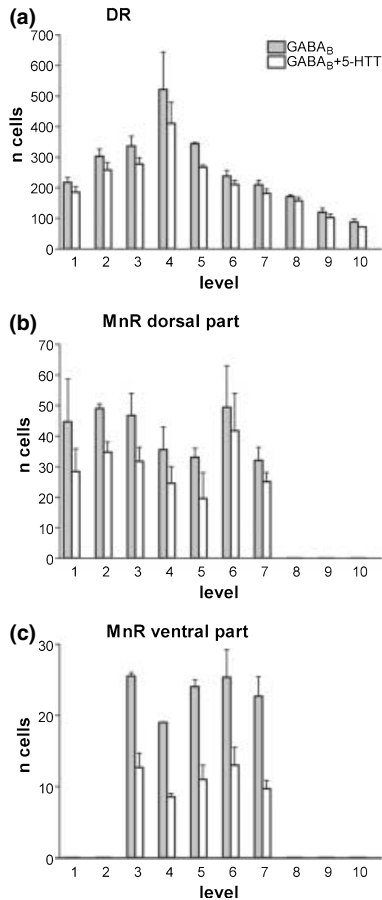 (a) DR
GABAB
GABAB+5-HTT
700
600
500
400
300
200
100
0
n cells
1 2 3 4 5 6 7 8 9 10
level
(b) MnR dorsal part
70
60
50
40
30
20
10
0
n cells
1 2 3 4 5 6 7 8 9 10
level
(c) MnR ventral part
30
20
10
0
n cells
1 2 3 4 5 6 7 8 9 10
level